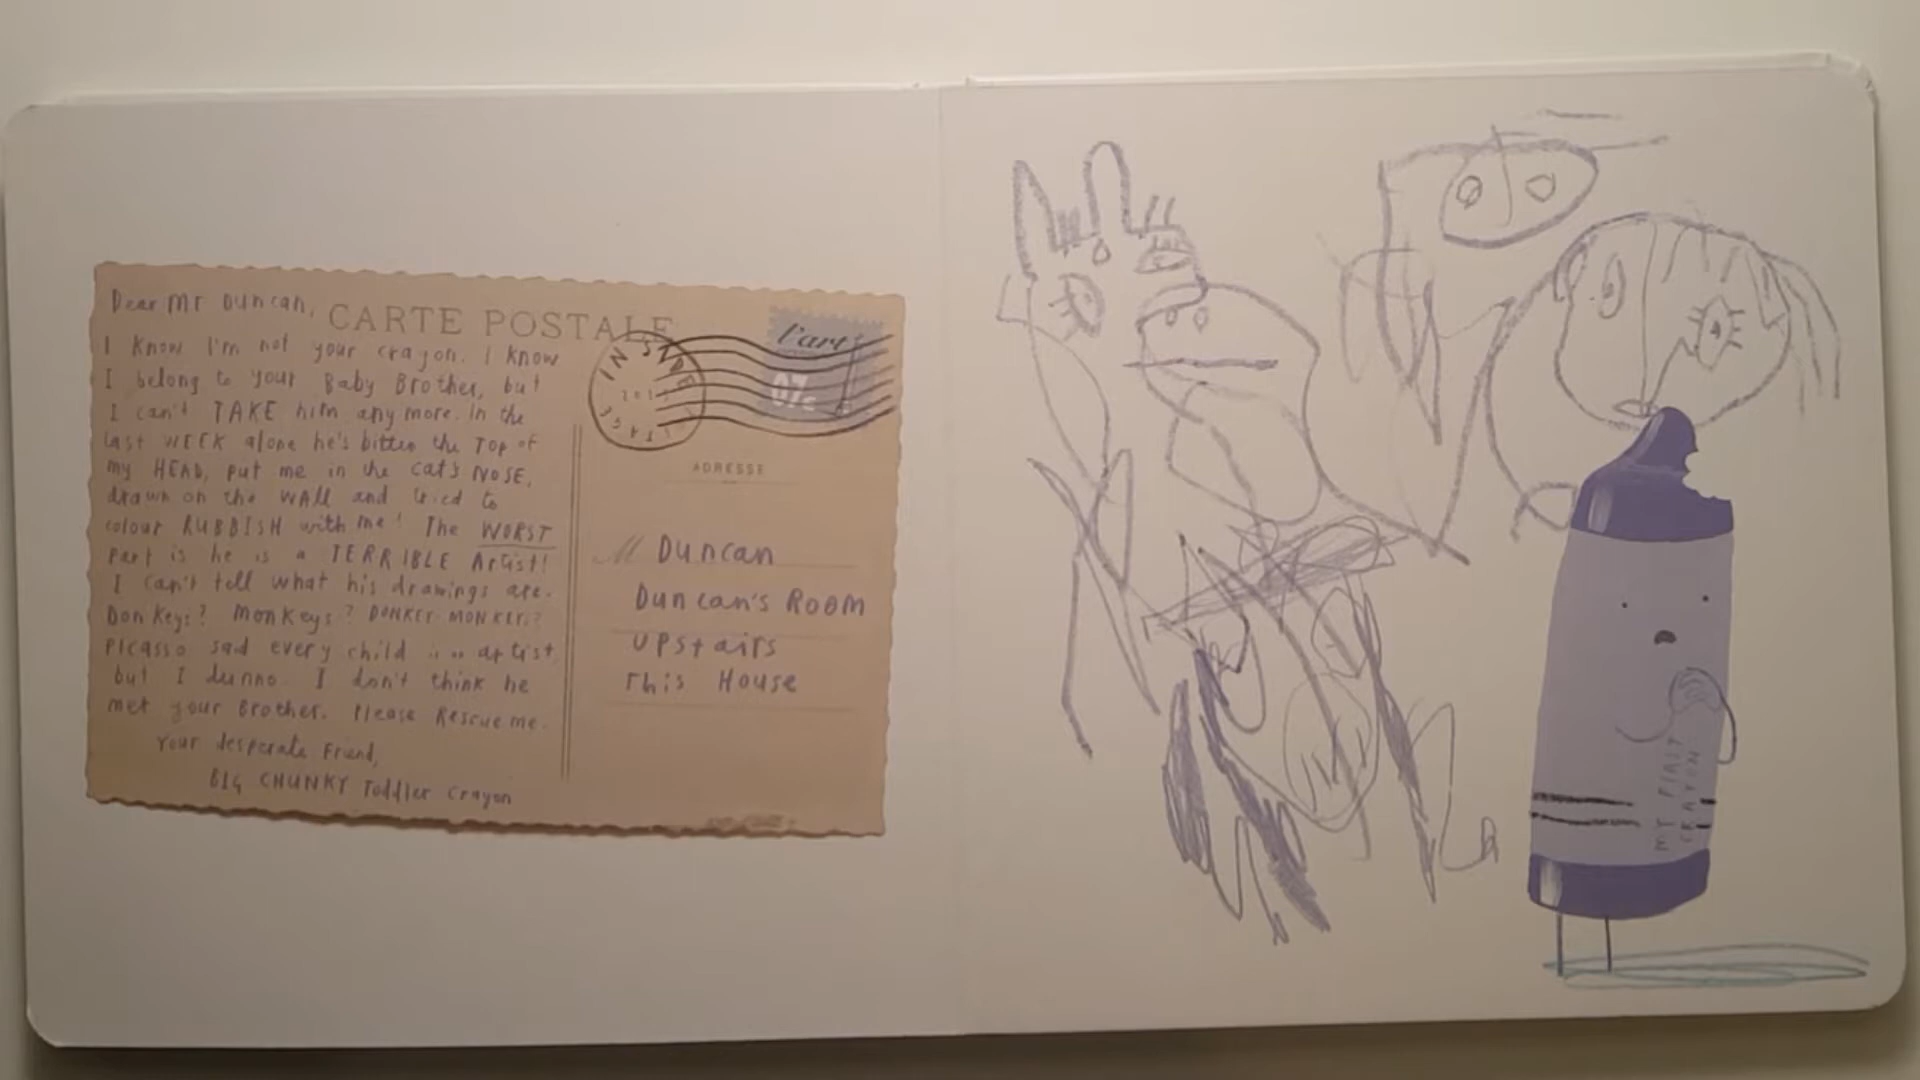 Dear Mr Duncan,
CARTE POSTALE
I know I'm not your crayon. I know
I belong to your Baby Brother, but
I can't TAKE him any more. In the
last WEEK alone he's bitten the TOP of
my HEAD, put me in the cat's NOSE,
drawn on the WALL and tried to
colour RUBBISH with me! The WORST
part is he is a TERRIBLE Artist!
I can't tell what his drawings are.
Donkeys? Monkeys? DONKEY MONKEYS?
Picasso said every child is an artist,
but I dunno. I don't think he
met your Brother. Please Rescue me.
Your desperate Friend,
BIG CHUNKY Toddler Crayon
l'art
07c
ADRESSE
M Duncan
Duncan's ROOM
UPstairs
This House
MY FIRST
CRAYON